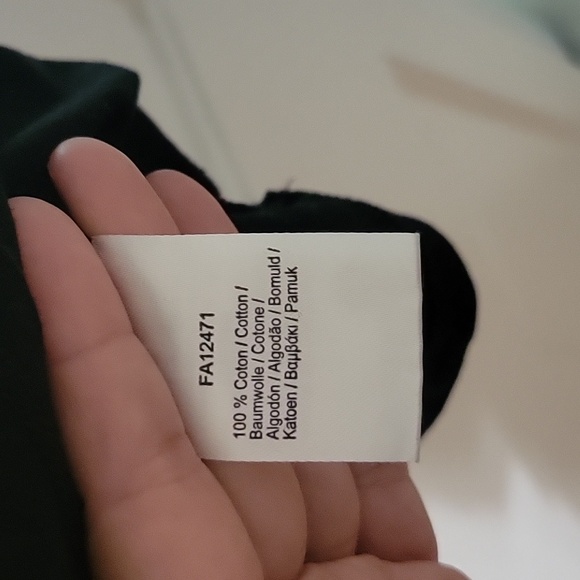 FA12471
100 % Coton / Cotton /
Baumwolle / Cotone /
Algodón / Algodão / Bomuld /
Katoen / Βαμβάκι / Pamuk